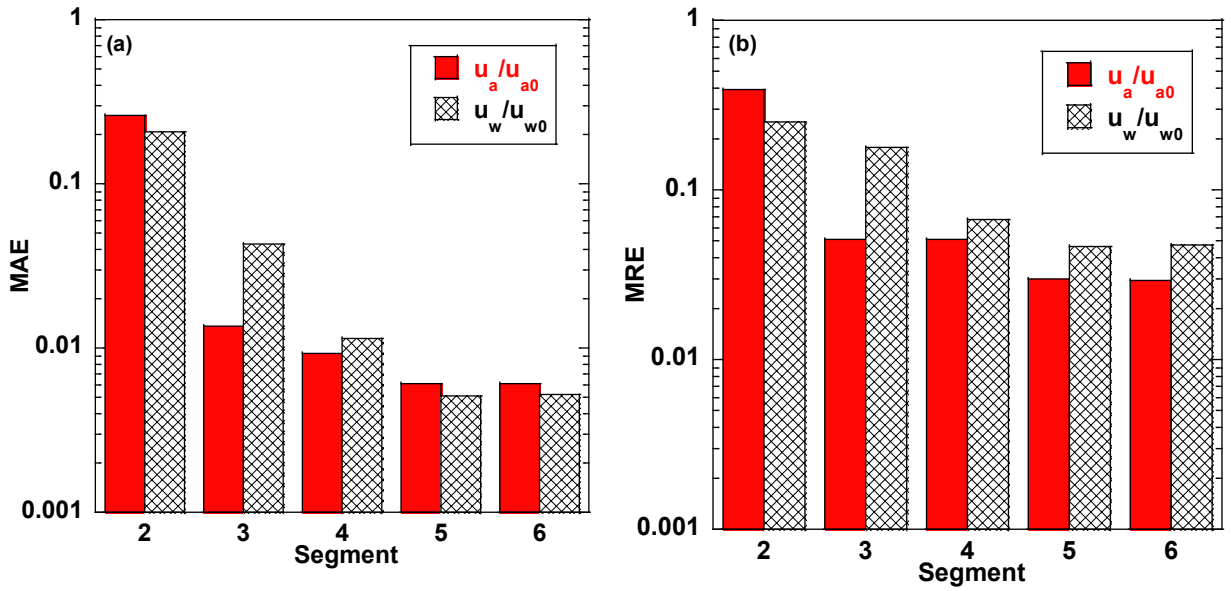 (a)
u_a/u_a0
u_w/u_w0
MAE
1
0.1
0.01
0.001
2 3 4 5 6
Segment
(b)
u_a/u_a0
u_w/u_w0
MRE
1
0.1
0.01
0.001
2 3 4 5 6
Segment